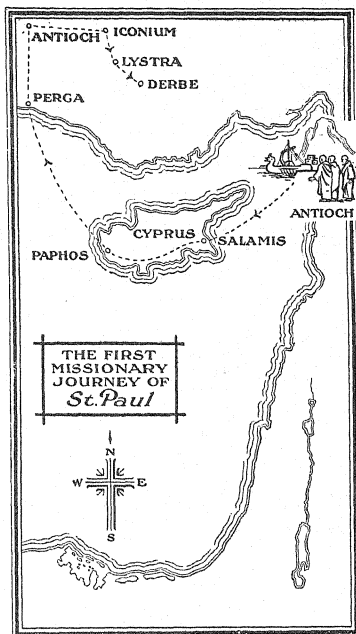 ANTIOCH
ICONIUM
LYSTRA
DERBE
PERGA
ANTIOCH
CYPRUS
SALAMIS
PAPHOS
THE FIRST
MISSIONARY
JOURNEY OF
St. Paul
N
W E
S